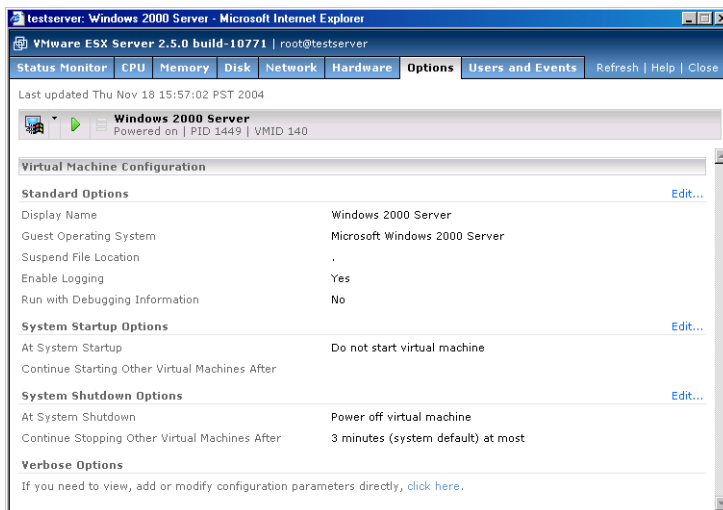 testserver: Windows 2000 Server - Microsoft Internet Explorer
VMware ESX Server 2.5.0 build-10771 | root@testserver
Status Monitor CPU Memory Disk Network Hardware Options Users and Events Refresh | Help | Close
Last updated Thu Nov 18 15:57:02 PST 2004
Windows 2000 Server
Powered on | PID 1449 | VMID 140
Virtual Machine Configuration
Standard Options Edit...
Display Name Windows 2000 Server
Guest Operating System Microsoft Windows 2000 Server
Suspend File Location .
Enable Logging Yes
Run with Debugging Information No
System Startup Options Edit...
At System Startup Do not start virtual machine
Continue Starting Other Virtual Machines After
System Shutdown Options Edit...
At System Shutdown Power off virtual machine
Continue Stopping Other Virtual Machines After 3 minutes (system default) at most
Verbose Options
If you need to view, add or modify configuration parameters directly, click here.